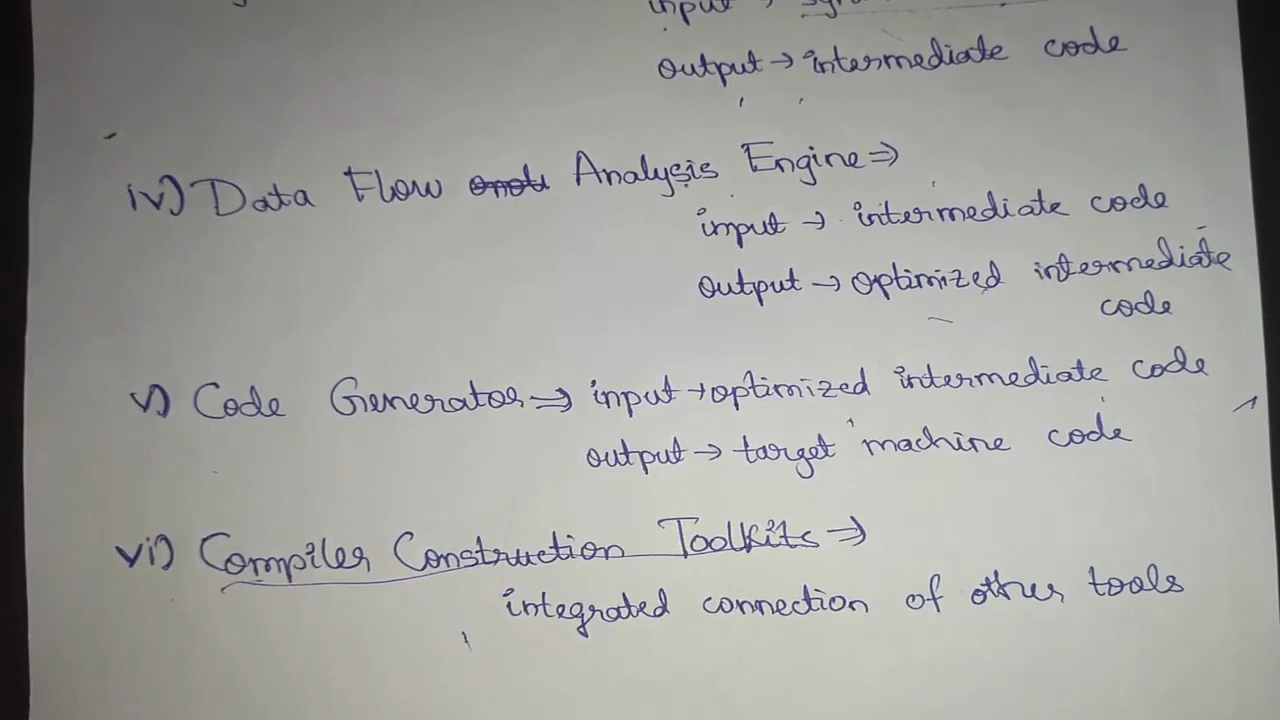 input →
output → intermediate code
iv) Data Flow Analysis Engine ⇒
input → intermediate code
output → optimized intermediate
code
v) Code Generator ⇒ input → optimized intermediate code
output → target machine code
vi) Compiler Construction Toolkits ⇒
integrated connection of other tools